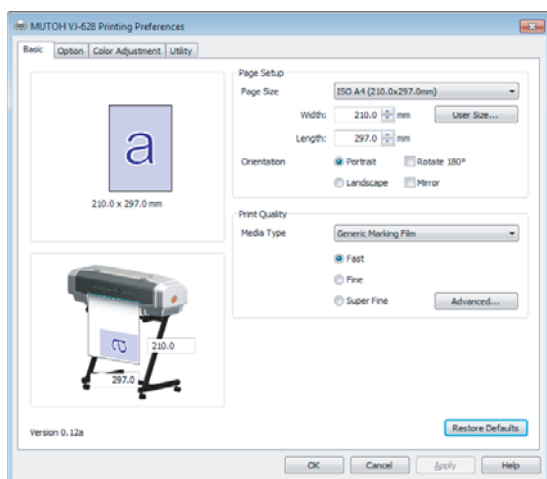 MUTOH VJ-628 Printing Preferences
Basic Option Color Adjustment Utility
a
210.0 x 297.0 mm
a
210.0
297.0
Version 0.12a
Page Setup
Page Size ISO A4 (210.0x297.0mm)
Width: 210.0 mm User Size...
Length: 297.0 mm
Orientation Portrait Rotate 180°
Landscape Mirror
Print Quality
Media Type Generic Marking Film
Fast
Fine
Super Fine Advanced...
Restore Defaults
OK Cancel Apply Help